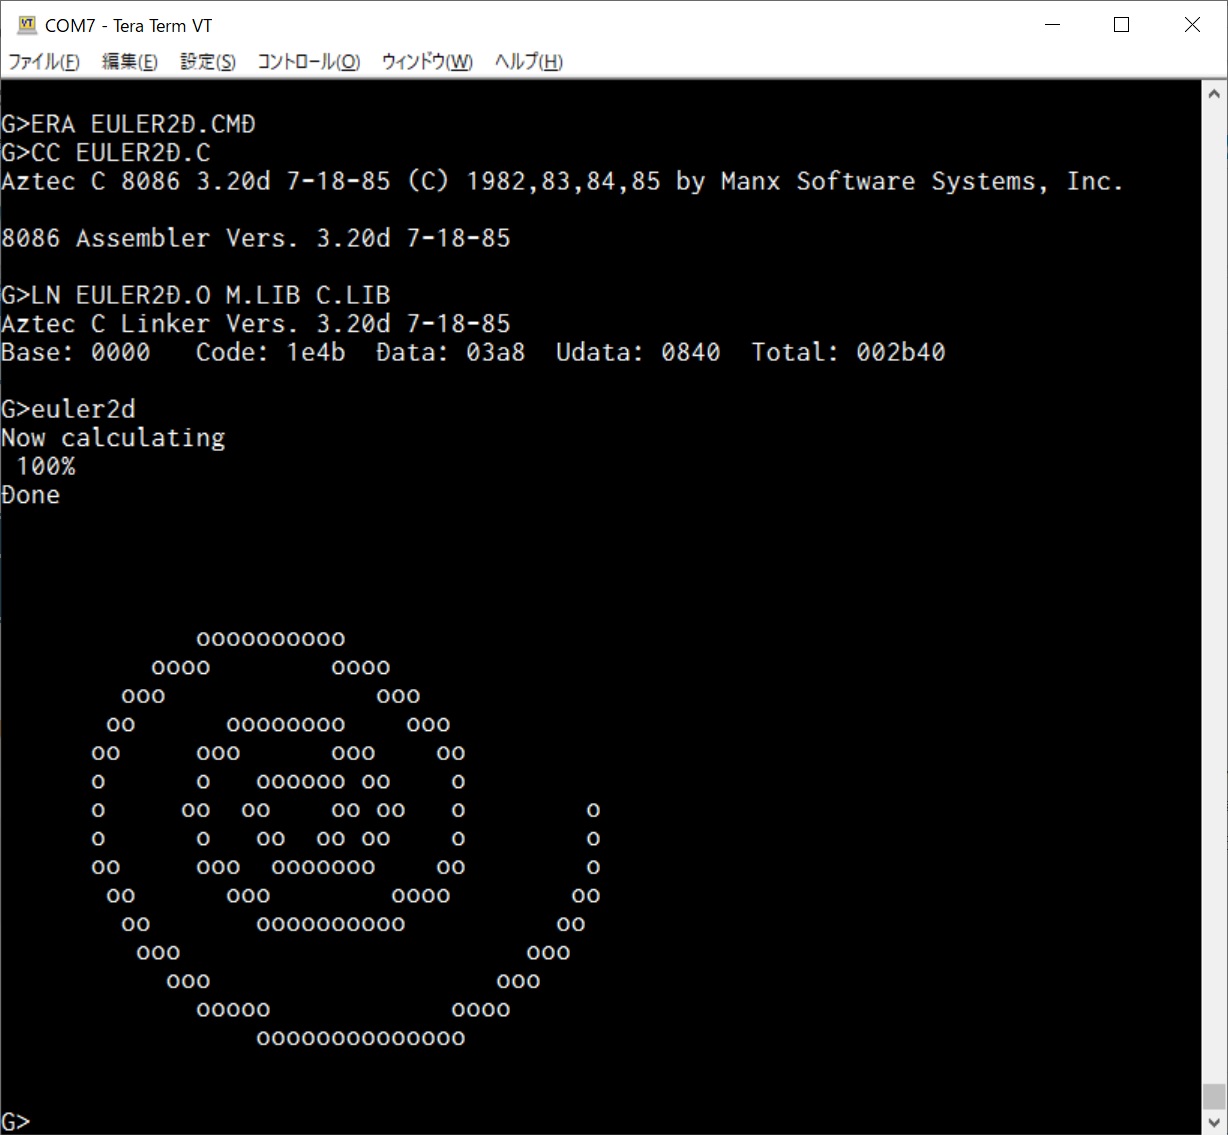 COM7 - Tera Term VT
ファイル(F) 編集(E) 設定(S) コントロール(O) ウィンドウ(W) ヘルプ(H)
G>ERA EULER2D.CMD
G>CC EULER2D.C
Aztec C 8086 3.20d 7-18-85 (C) 1982,83,84,85 by Manx Software Systems, Inc.
8086 Assembler Vers. 3.20d 7-18-85
G>LN EULER2D.O M.LIB C.LIB
Aztec C Linker Vers. 3.20d 7-18-85
Base: 0000   Code: 1e4b  Data: 03a8  Udata: 0840  Total: 002b40
G>euler2d
Now calculating
 100%
Done
             oooooooooo
          oooo        oooo
        ooo              ooo
       oo      oooooooo    ooo
      oo     ooo      ooo    oo
      o      o   oooooo oo    o
      o     oo  oo    oo oo   o        o
      o      o   oo  oo oo    o        o
      oo     ooo  ooooooo    oo        o
       oo      ooo        oooo        oo
        oo       oooooooooo          oo
         ooo                       ooo
           ooo                   ooo
             ooooo            oooo
                 oooooooooooooo
G>